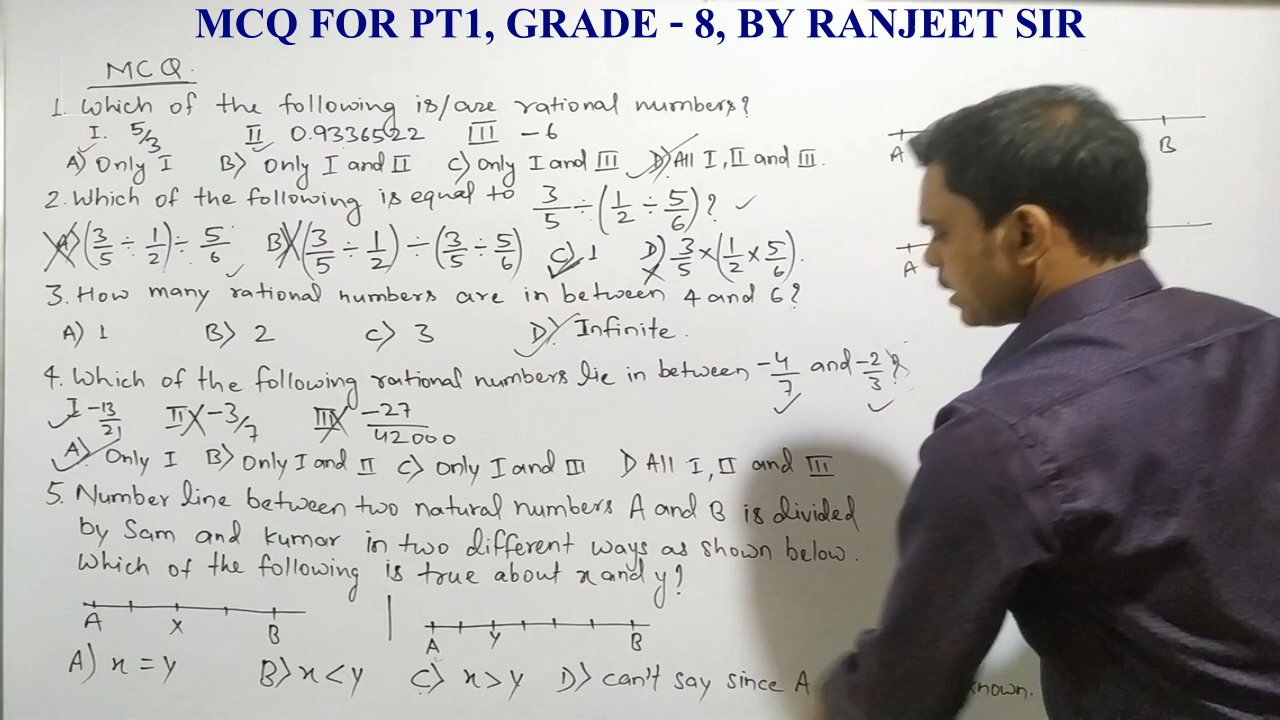 MCQ FOR PT1, GRADE - 8, BY RANJEET SIR
MCQ.
1. Which of the following is/are rational numbers?
I. 5/3 II 0.9336522 III -6
A) Only I B) Only I and II C) Only I and III D) All I, II and III.
2. Which of the following is equal to 3/5 ÷ (1/2 ÷ 5/6)?
A) (3/5 ÷ 1/2) ÷ 5/6 B) (3/5 ÷ 1/2) ÷ (3/5 ÷ 5/6) C) 1 D) 3/5 × (1/2 × 5/6).
3. How many rational numbers are in between 4 and 6?
A) 1 B) 2 C) 3 D) Infinite.
4. Which of the following rational numbers lie in between -4/7 and -2/3?
I -13/21 II -3/7 III -27/42000
A) Only I B) Only I and II C) Only I and III D All I, II and III
5. Number line between two natural numbers A and B is divided
by Sam and Kumar in two different ways as shown below.
Which of the following is true about x and y?
A X B A Y B
A) x = y B) x < y C) x > y D) can't say since A known.
A B
A